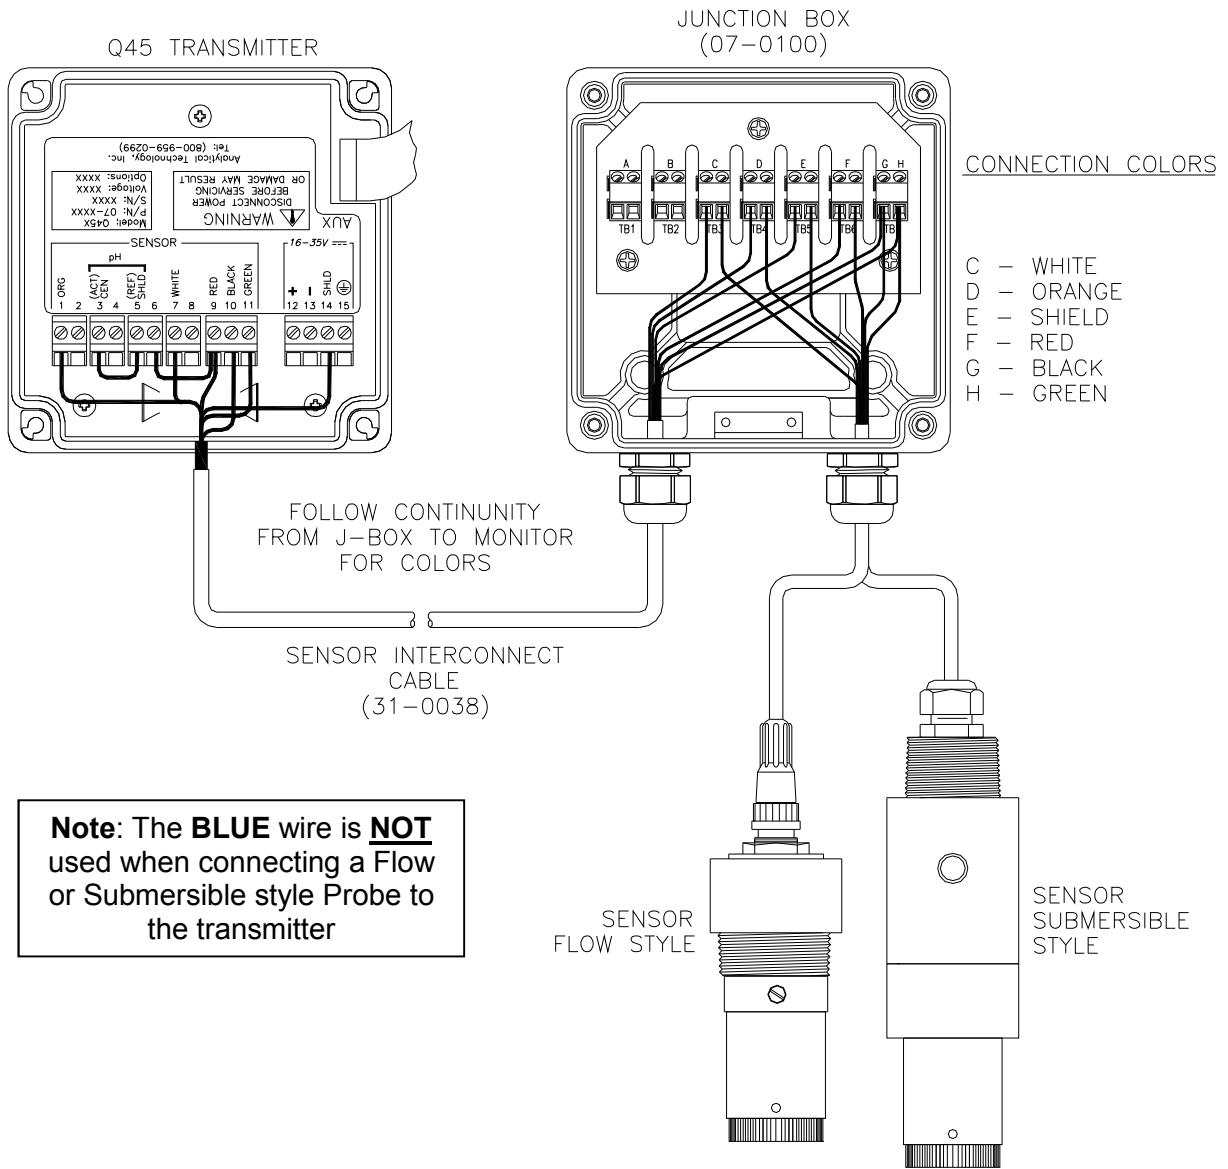 JUNCTION BOX
(07-0100)
Q45 TRANSMITTER
Analytical Technology, Inc.
Tel: (800-959-0299)
WARNING
DISCONNECT POWER
BEFORE SERVICING
OR DAMAGE MAY RESULT
Model: Q45X
P/N: 07-XXXX
S/N: XXXX
Voltage: XXXX
Options: XXXX
AUX
SENSOR
16-35V
pH
ORG
(ACT)
CEN
(REF)
SHLD
WHITE
RED
BLACK
GREEN
+
-
SHLD
1 2 3 4 5 6 7 8 9 10 11 12 13 14 15
A B C D E F G H
TB1 TB2 TB3 TB4 TB5 TB6 TB
CONNECTION COLORS
C - WHITE
D - ORANGE
E - SHIELD
F - RED
G - BLACK
H - GREEN
FOLLOW CONTINUNITY
FROM J-BOX TO MONITOR
FOR COLORS
SENSOR INTERCONNECT
CABLE
(31-0038)
Note: The BLUE wire is NOT
used when connecting a Flow
or Submersible style Probe to
the transmitter
SENSOR
FLOW STYLE
SENSOR
SUBMERSIBLE
STYLE